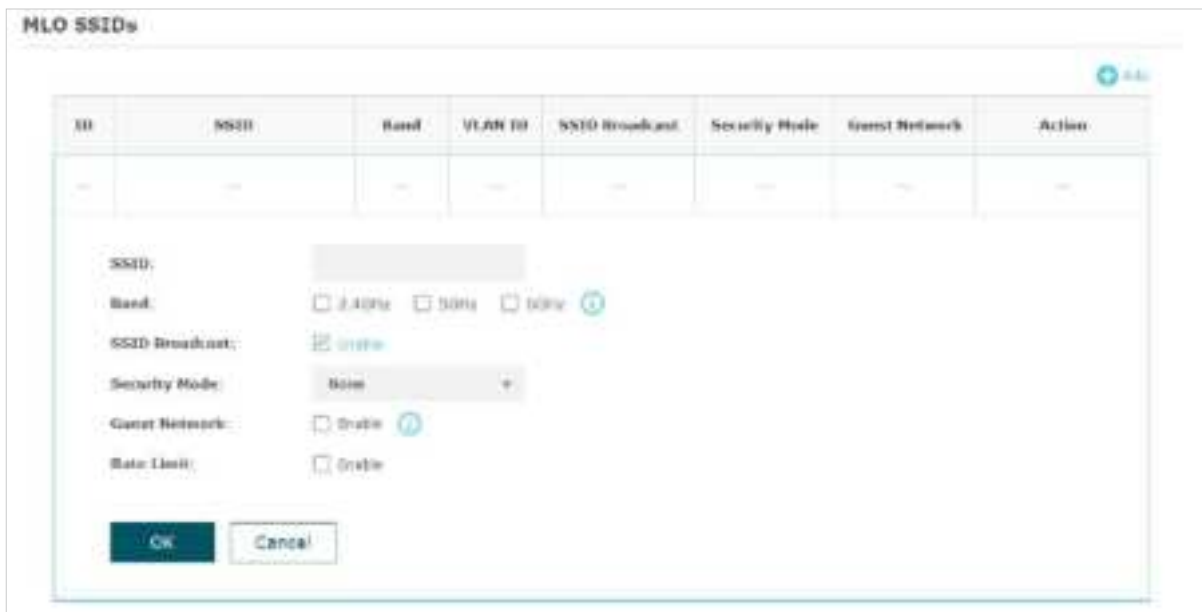 MLO SSIDs
Add
ID SSID Band VLAN ID SSID Broadcast Security Mode Guest Network Action
--- --- --- --- --- --- --- ---
SSID:
Band: 2.4GHz 5GHz 6GHz
SSID Broadcast: Enable
Security Mode: None
Guest Network: Enable
Rate Limit: Enable
OK Cancel